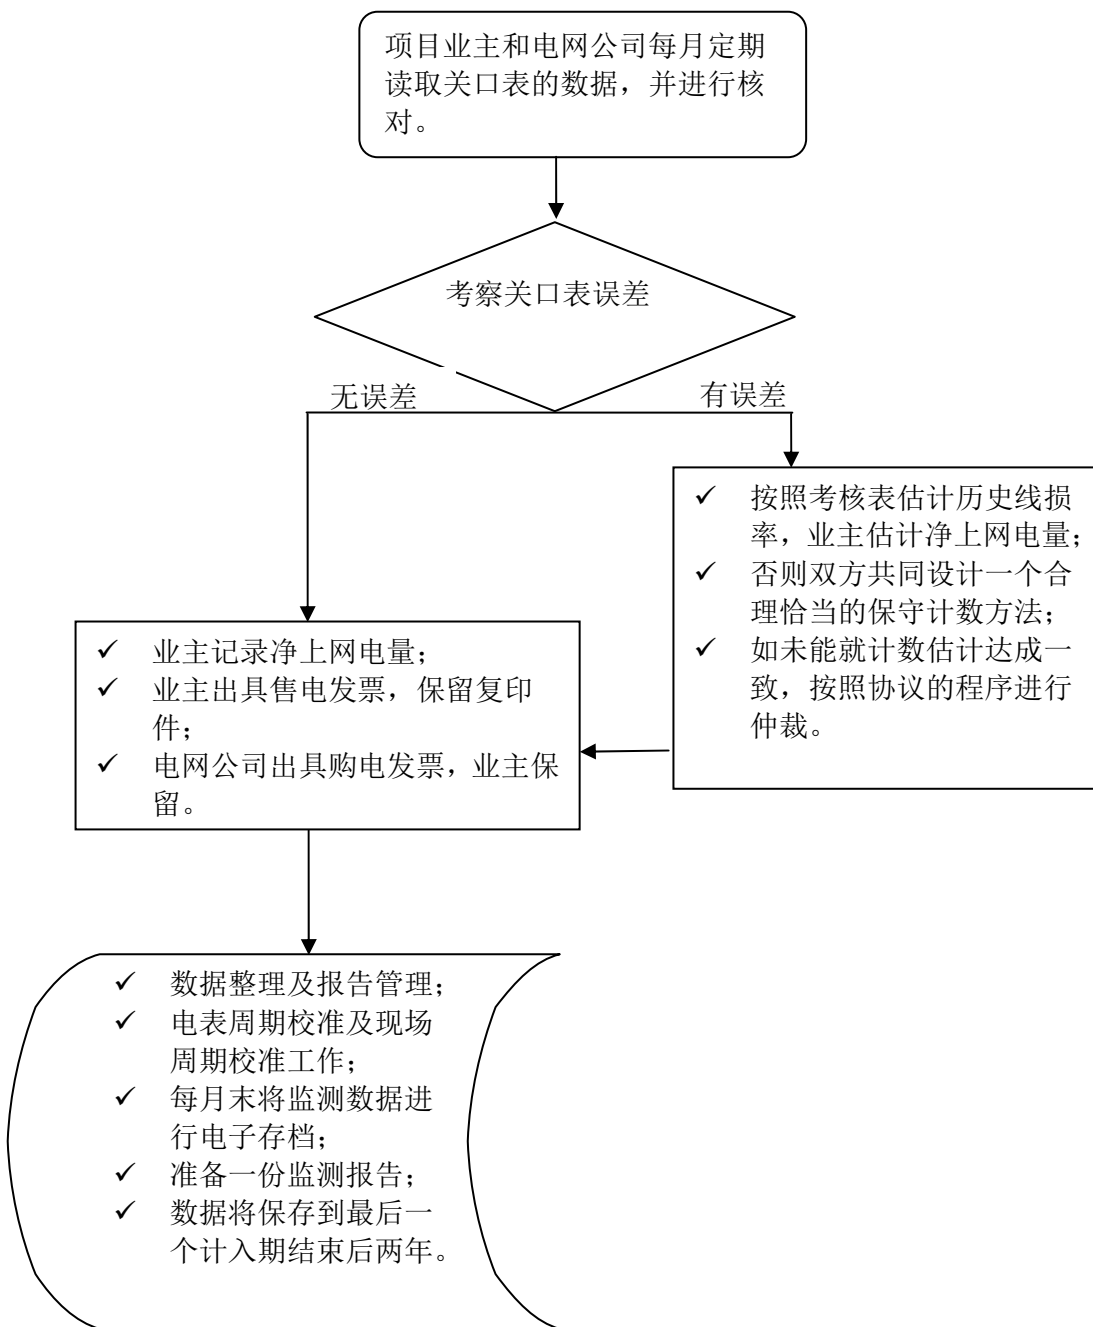 项目业主和电网公司每月定期
读取关口表的数据，并进行核
对。
考察关口表误差
无误差
有误差
✓ 按照考核表估计历史线损
率，业主估计净上网电量；
✓ 否则双方共同设计一个合
理恰当的保守计数方法；
✓ 如未能就计数估计达成一
致，按照协议的程序进行
仲裁。
✓ 业主记录净上网电量；
✓ 业主出具售电发票，保留复印
件；
✓ 电网公司出具购电发票，业主保
留。
✓ 数据整理及报告管理；
✓ 电表周期校准及现场
周期校准工作；
✓ 每月末将监测数据进
行电子存档；
✓ 准备一份监测报告；
✓ 数据将保存到最后一
个计入期结束后两年。